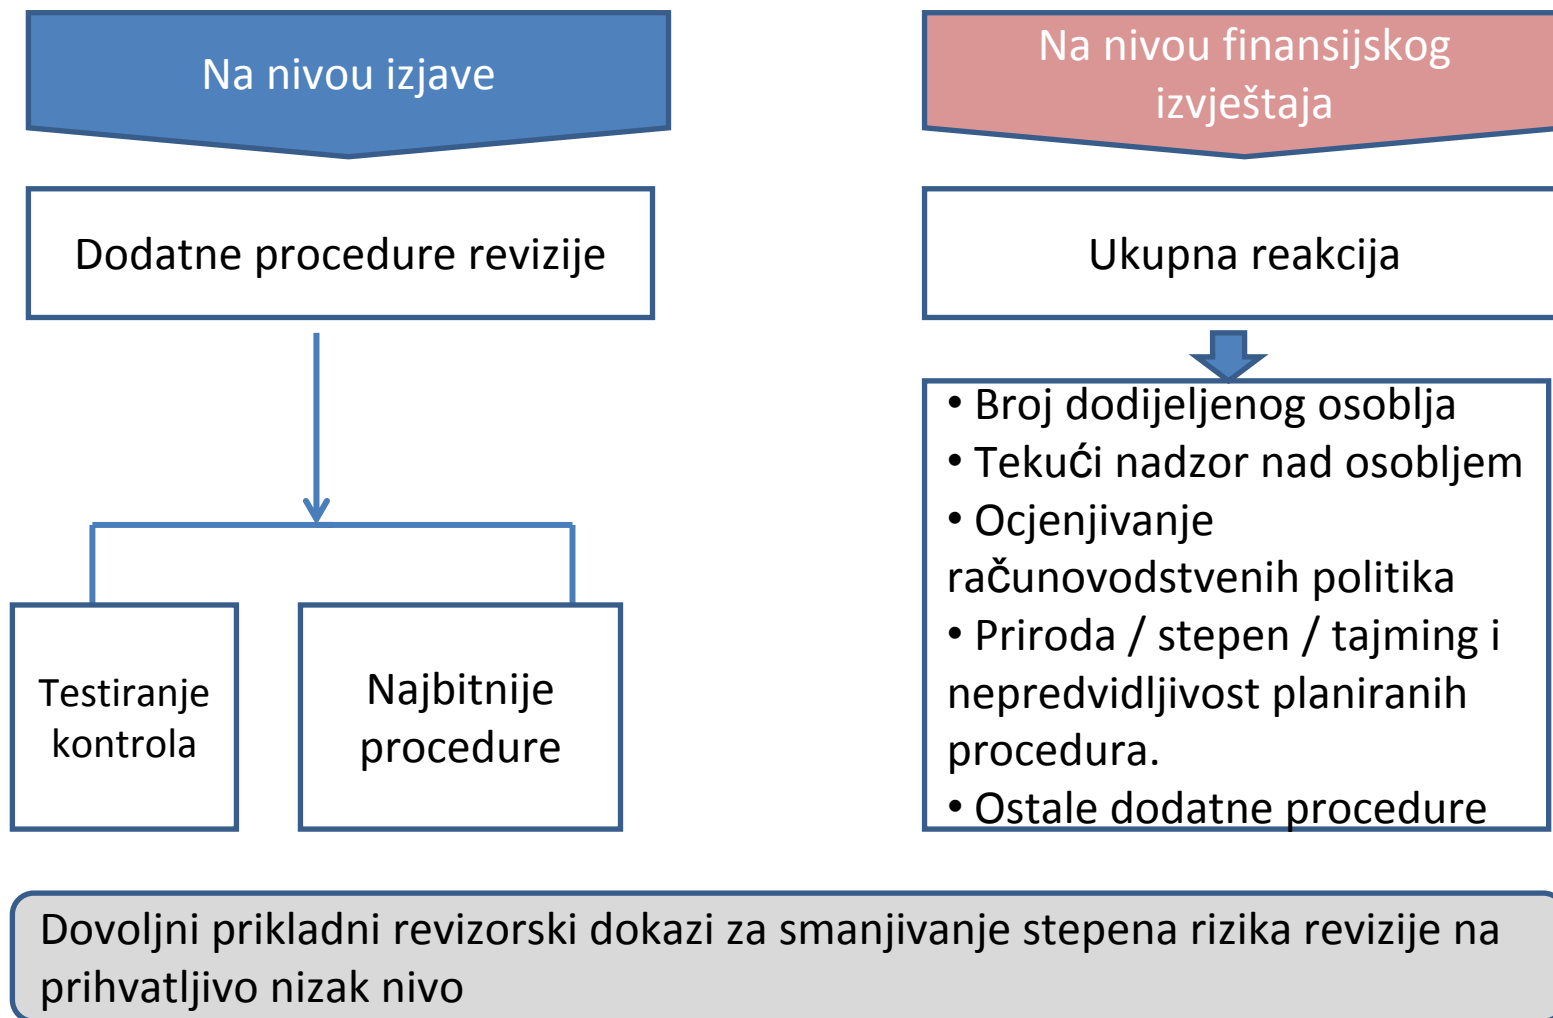 Na nivou izjave
Na nivou finansijskog
izvještaja
Dodatne procedure revizije
Ukupna reakcija
Testiranje
kontrola
Najbitnije
procedure
• Broj dodijeljenog osoblja
• Tekući nadzor nad osobljem
• Ocjenjivanje
računovodstvenih politika
• Priroda / stepen / tajming i
nepredvidljivost planiranih
procedura.
• Ostale dodatne procedure
Dovoljni prikladni revizorski dokazi za smanjivanje stepena rizika revizije na
prihvatljivo nizak nivo